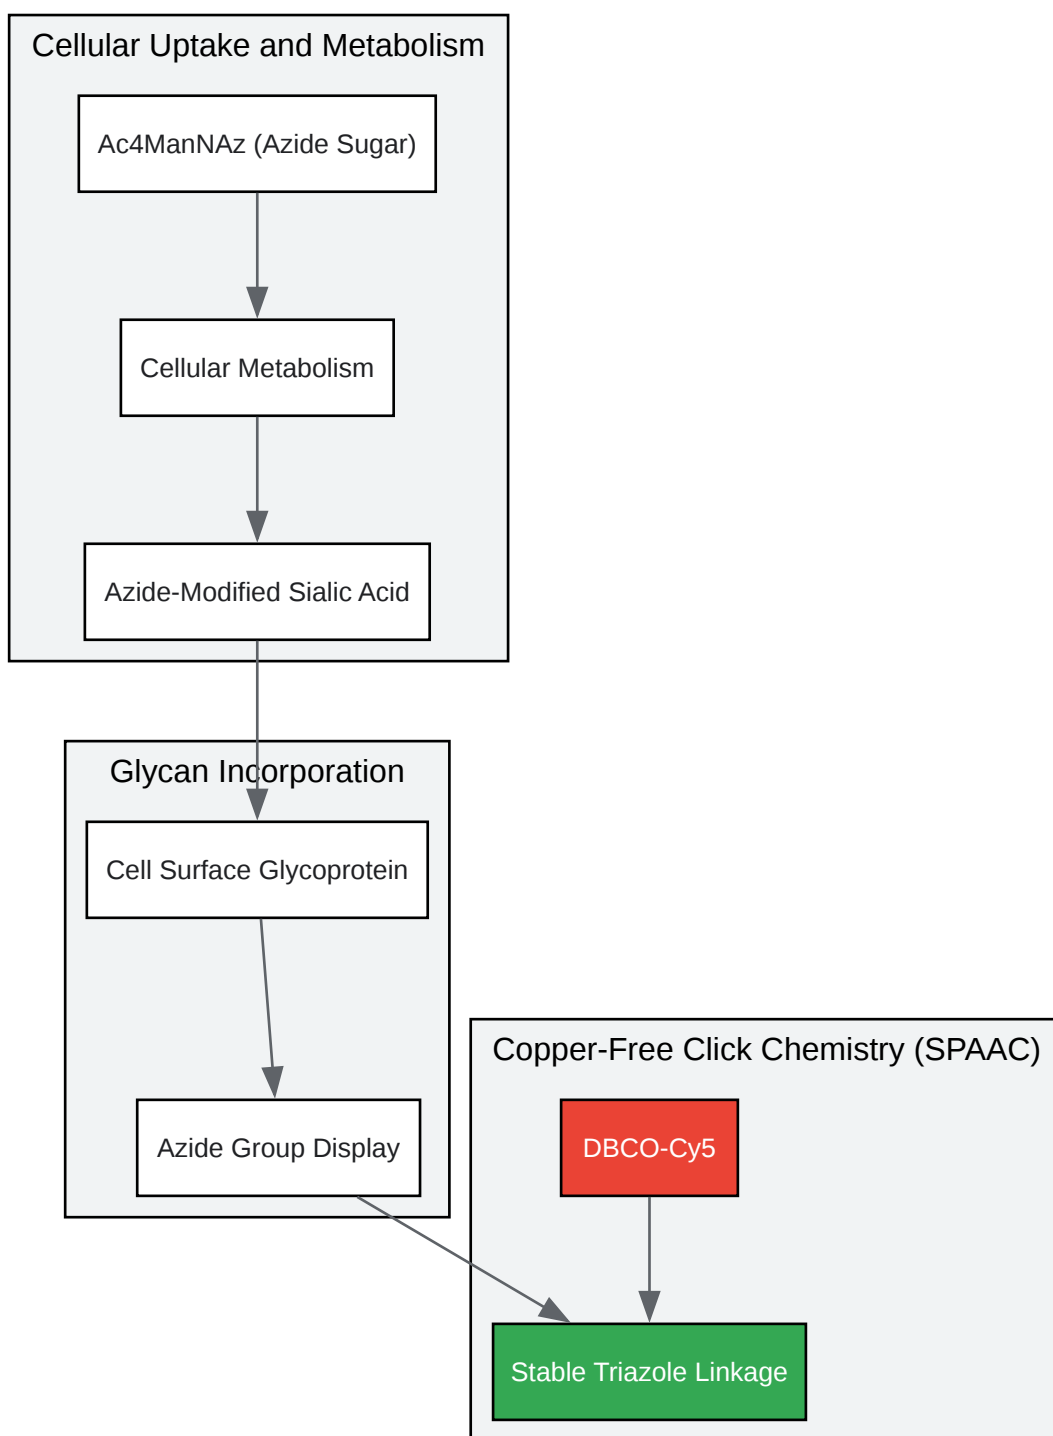 Cellular Uptake and Metabolism
Ac4ManNAz (Azide Sugar)
Cellular Metabolism
Azide-Modified Sialic Acid
Glycan Incorporation
Cell Surface Glycoprotein
Azide Group Display
Copper-Free Click Chemistry (SPAAC)
DBCO-Cy5
Stable Triazole Linkage